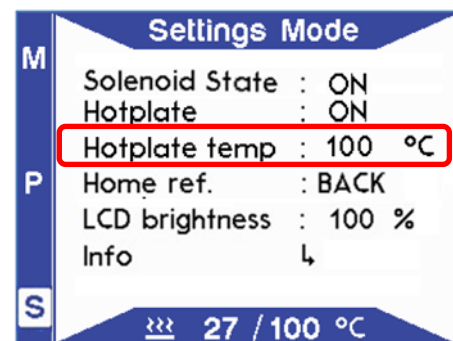 Settings Mode
M
Solenoid State : ON
Hotplate : ON
Hotplate temp : 100 °C
P
Home ref. : BACK
LCD brightness : 100 %
Info ↳
S
27 / 100 °C